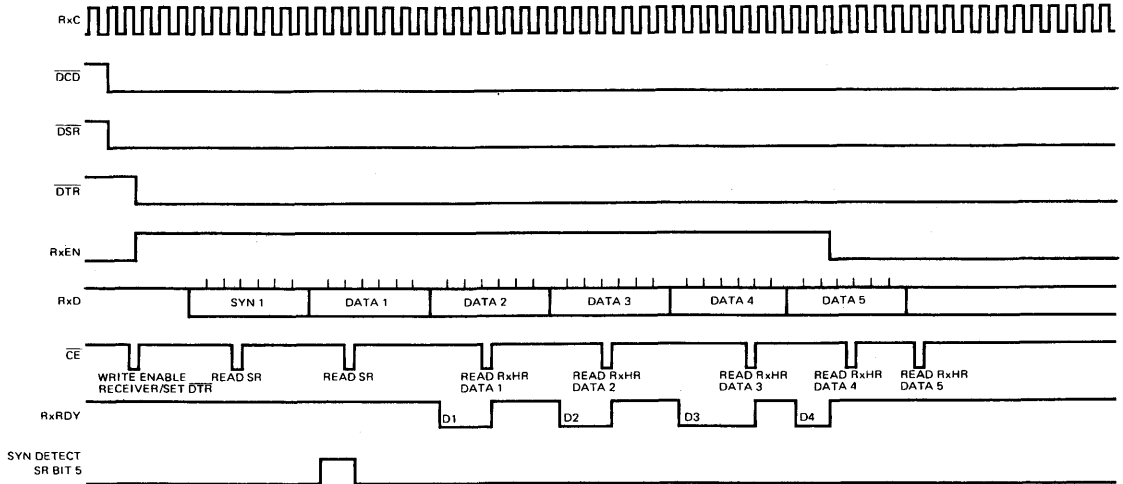 RxC
DCD
DSR
DTR
RxEN
RxD
SYN 1
DATA 1
DATA 2
DATA 3
DATA 4
DATA 5
CE
WRITE ENABLE
RECEIVER/SET DTR
READ SR
READ SR
READ RxHR
DATA 1
READ RxHR
DATA 2
READ RxHR
DATA 3
READ RxHR
DATA 4
READ RxHR
DATA 5
RxRDY
D1
D2
D3
D4
SYN DETECT
SR BIT 5